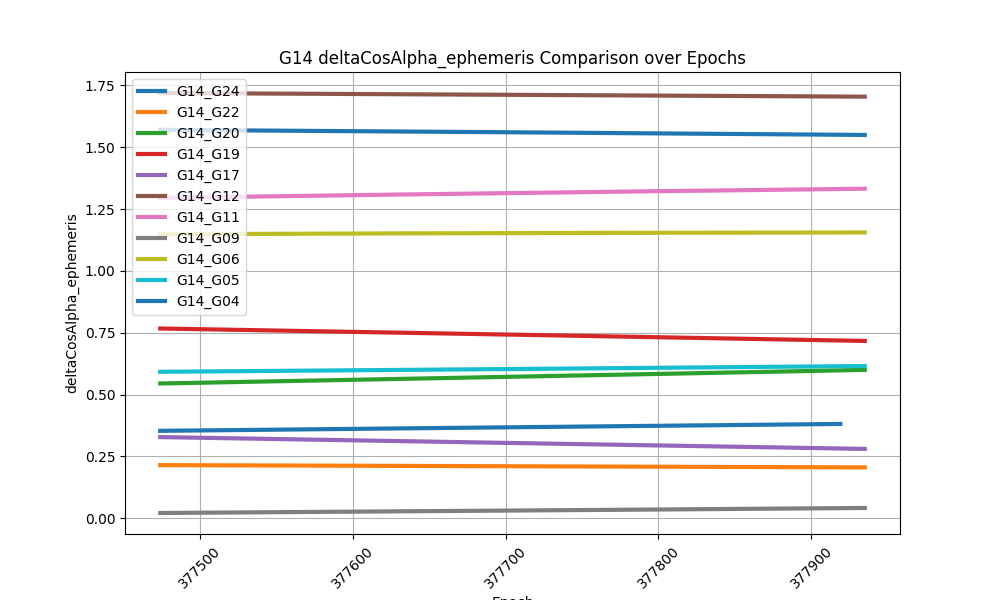 G14 deltaCosAlpha_ephemeris Comparison over Epochs
deltaCosAlpha_ephemeris
1.75
1.50
1.25
1.00
0.75
0.50
0.25
0.00
G14_G24
G14_G22
G14_G20
G14_G19
G14_G17
G14_G12
G14_G11
G14_G09
G14_G06
G14_G05
G14_G04
377500
377600
377700
377800
377900
Epoch